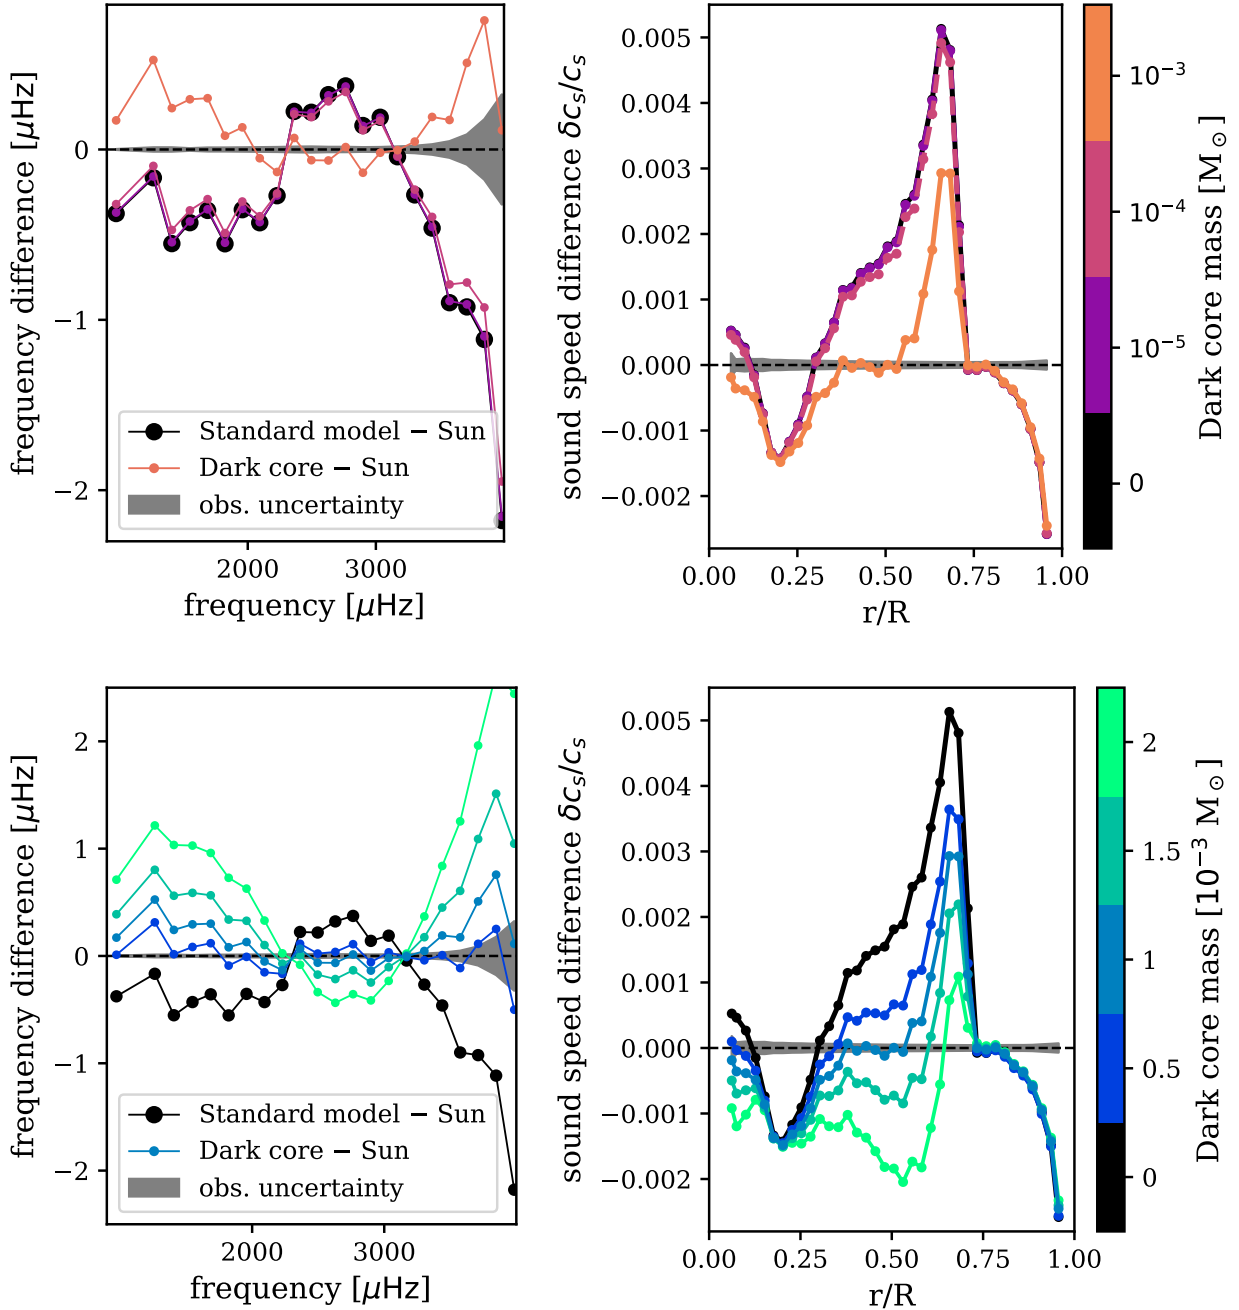 frequency difference [μHz]
0
−1
−2
2000
3000
frequency [μHz]
Standard model − Sun
Dark core − Sun
obs. uncertainty
sound speed difference δc_s/c_s
0.005
0.004
0.003
0.002
0.001
0.000
−0.001
−0.002
0.00
0.25
0.50
0.75
1.00
r/R
10⁻³
10⁻⁴
10⁻⁵
0
Dark core mass [M⊙]
frequency difference [μHz]
2
1
0
−1
−2
2000
3000
frequency [μHz]
Standard model − Sun
Dark core − Sun
obs. uncertainty
sound speed difference δc_s/c_s
0.005
0.004
0.003
0.002
0.001
0.000
−0.001
−0.002
0.00
0.25
0.50
0.75
1.00
r/R
2
1.5
1
0.5
0
Dark core mass [10⁻³ M⊙]